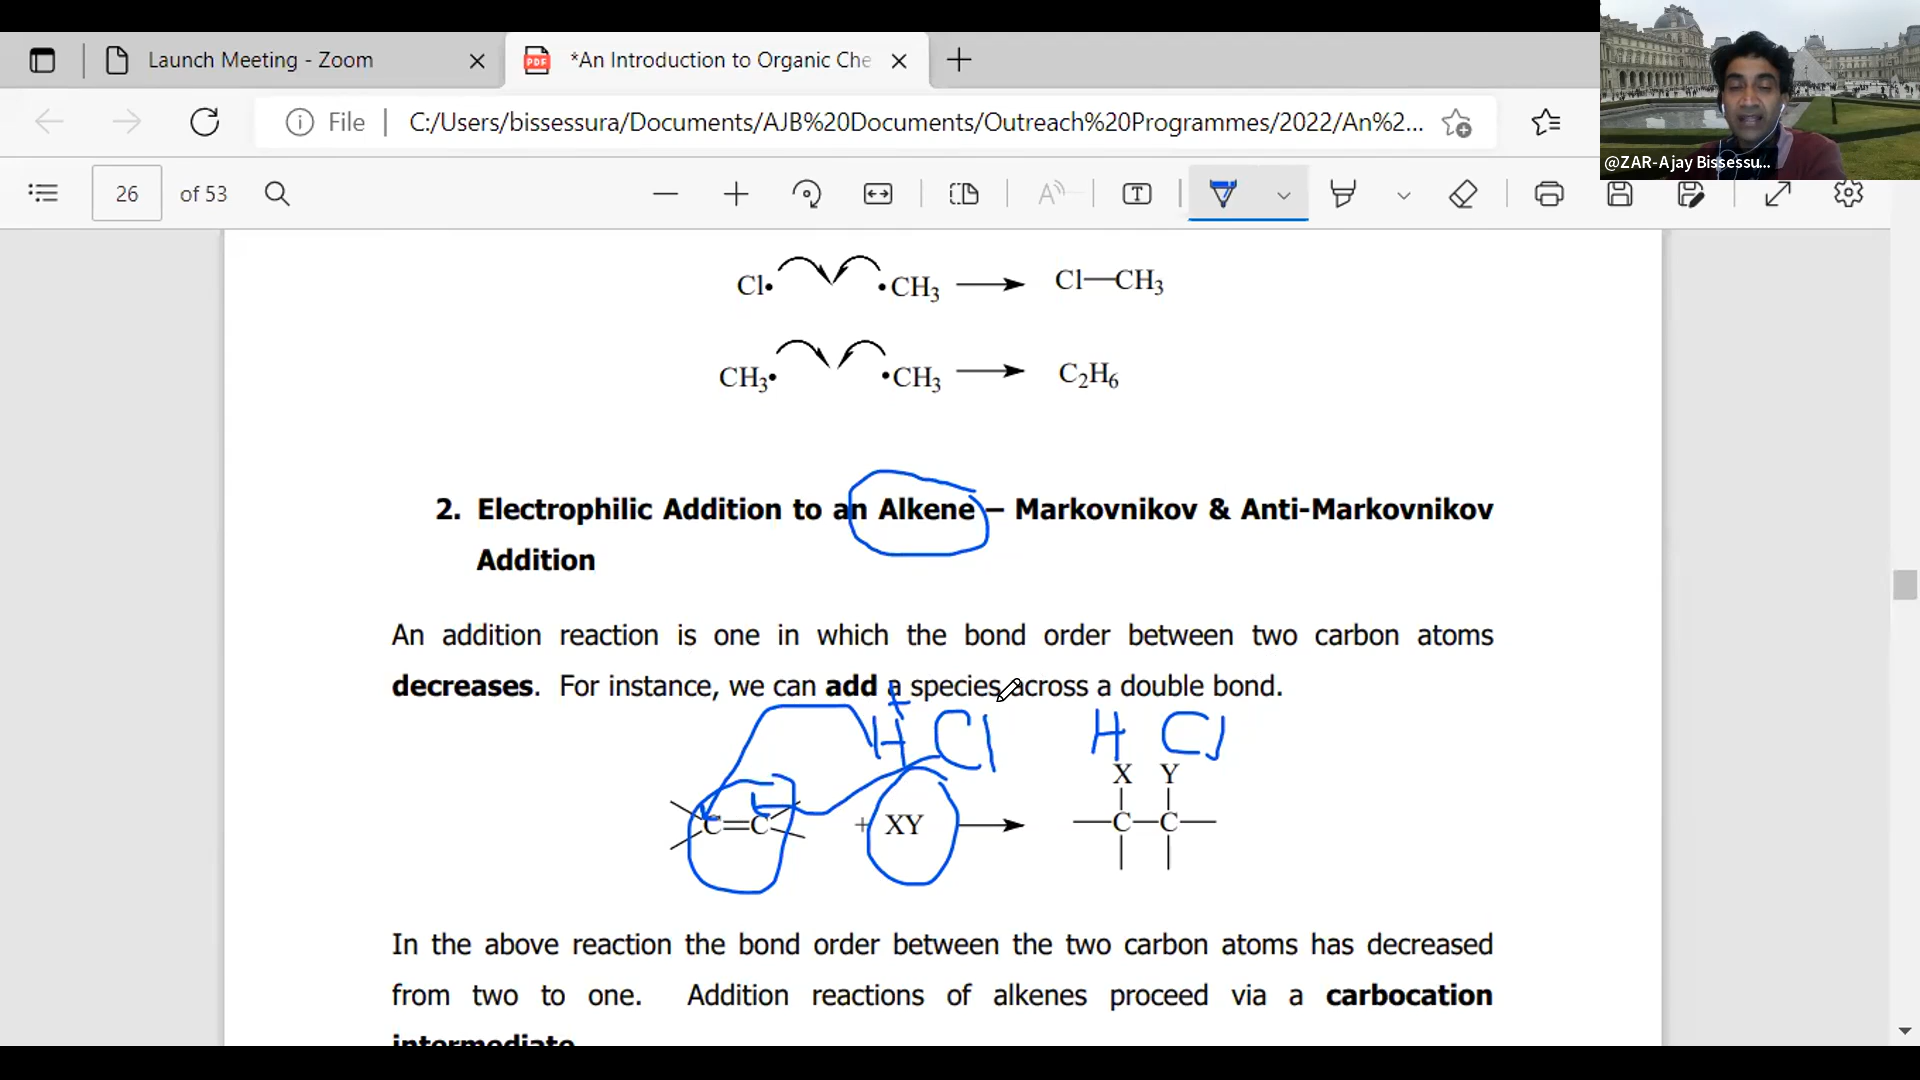 Launch Meeting - Zoom
*An Introduction to Organic Che
File
C:/Users/bissessura/Documents/AJB%20Documents/Outreach%20Programmes/2022/An%2...
@ZAR-Ajay Bissessu...
26 of 53
Cl• •CH₃ Cl—CH₃
CH₃• •CH₃ C₂H₆
2. Electrophilic Addition to an Alkene – Markovnikov & Anti-Markovnikov
Addition
An addition reaction is one in which the bond order between two carbon atoms
decreases. For instance, we can add a species across a double bond.
+
H Cl H Cl
X Y
C=C + XY —C—C—
In the above reaction the bond order between the two carbon atoms has decreased
from two to one. Addition reactions of alkenes proceed via a carbocation
intermediate.